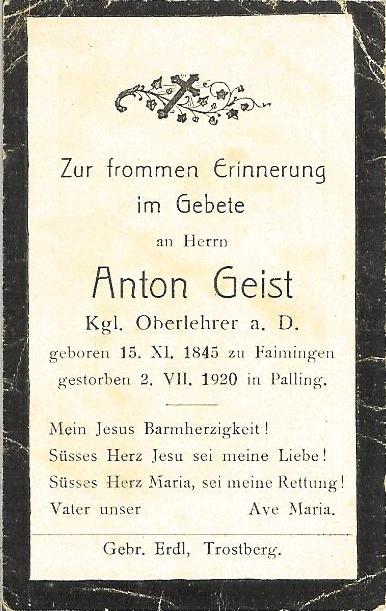 Zur frommen Erinnerung
im Gebete
an Herrn
Anton Geist
Kgl. Oberlehrer a. D.
geboren 15. XI. 1845 zu Faimingen
gestorben 2. VII. 1920 in Palling.
Mein Jesus Barmherzigkeit!
Süsses Herz Jesu sei meine Liebe!
Süsses Herz Maria, sei meine Rettung!
Vater unser Ave Maria.
Gebr. Erdl, Trostberg.